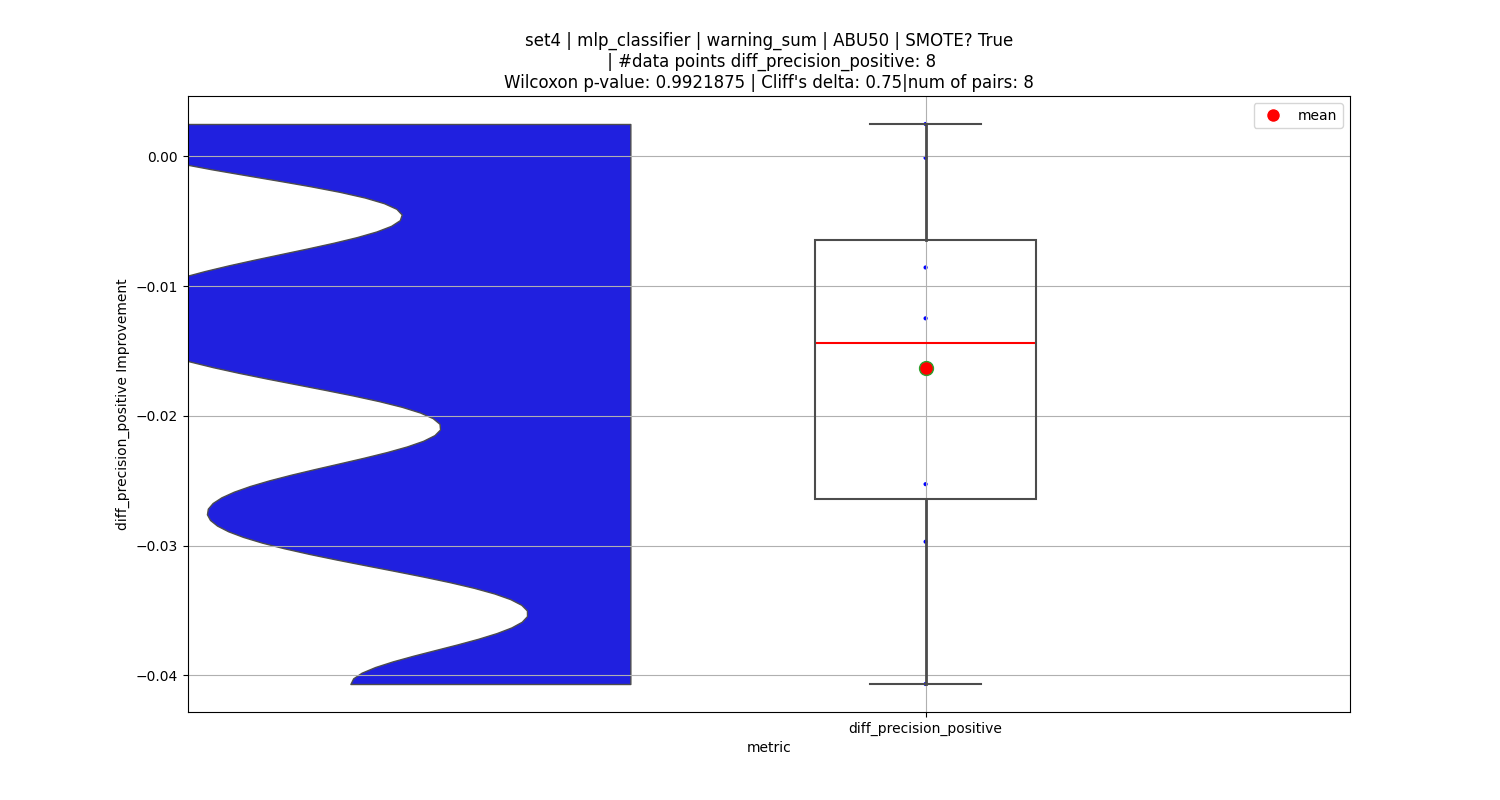 set4 | mlp_classifier | warning_sum | ABU50 | SMOTE? True
| #data points diff_precision_positive: 8
Wilcoxon p-value: 0.9921875 | Cliff's delta: 0.75|num of pairs: 8
mean
0.00
−0.01
−0.02
−0.03
−0.04
diff_precision_positive Improvement
diff_precision_positive
metric